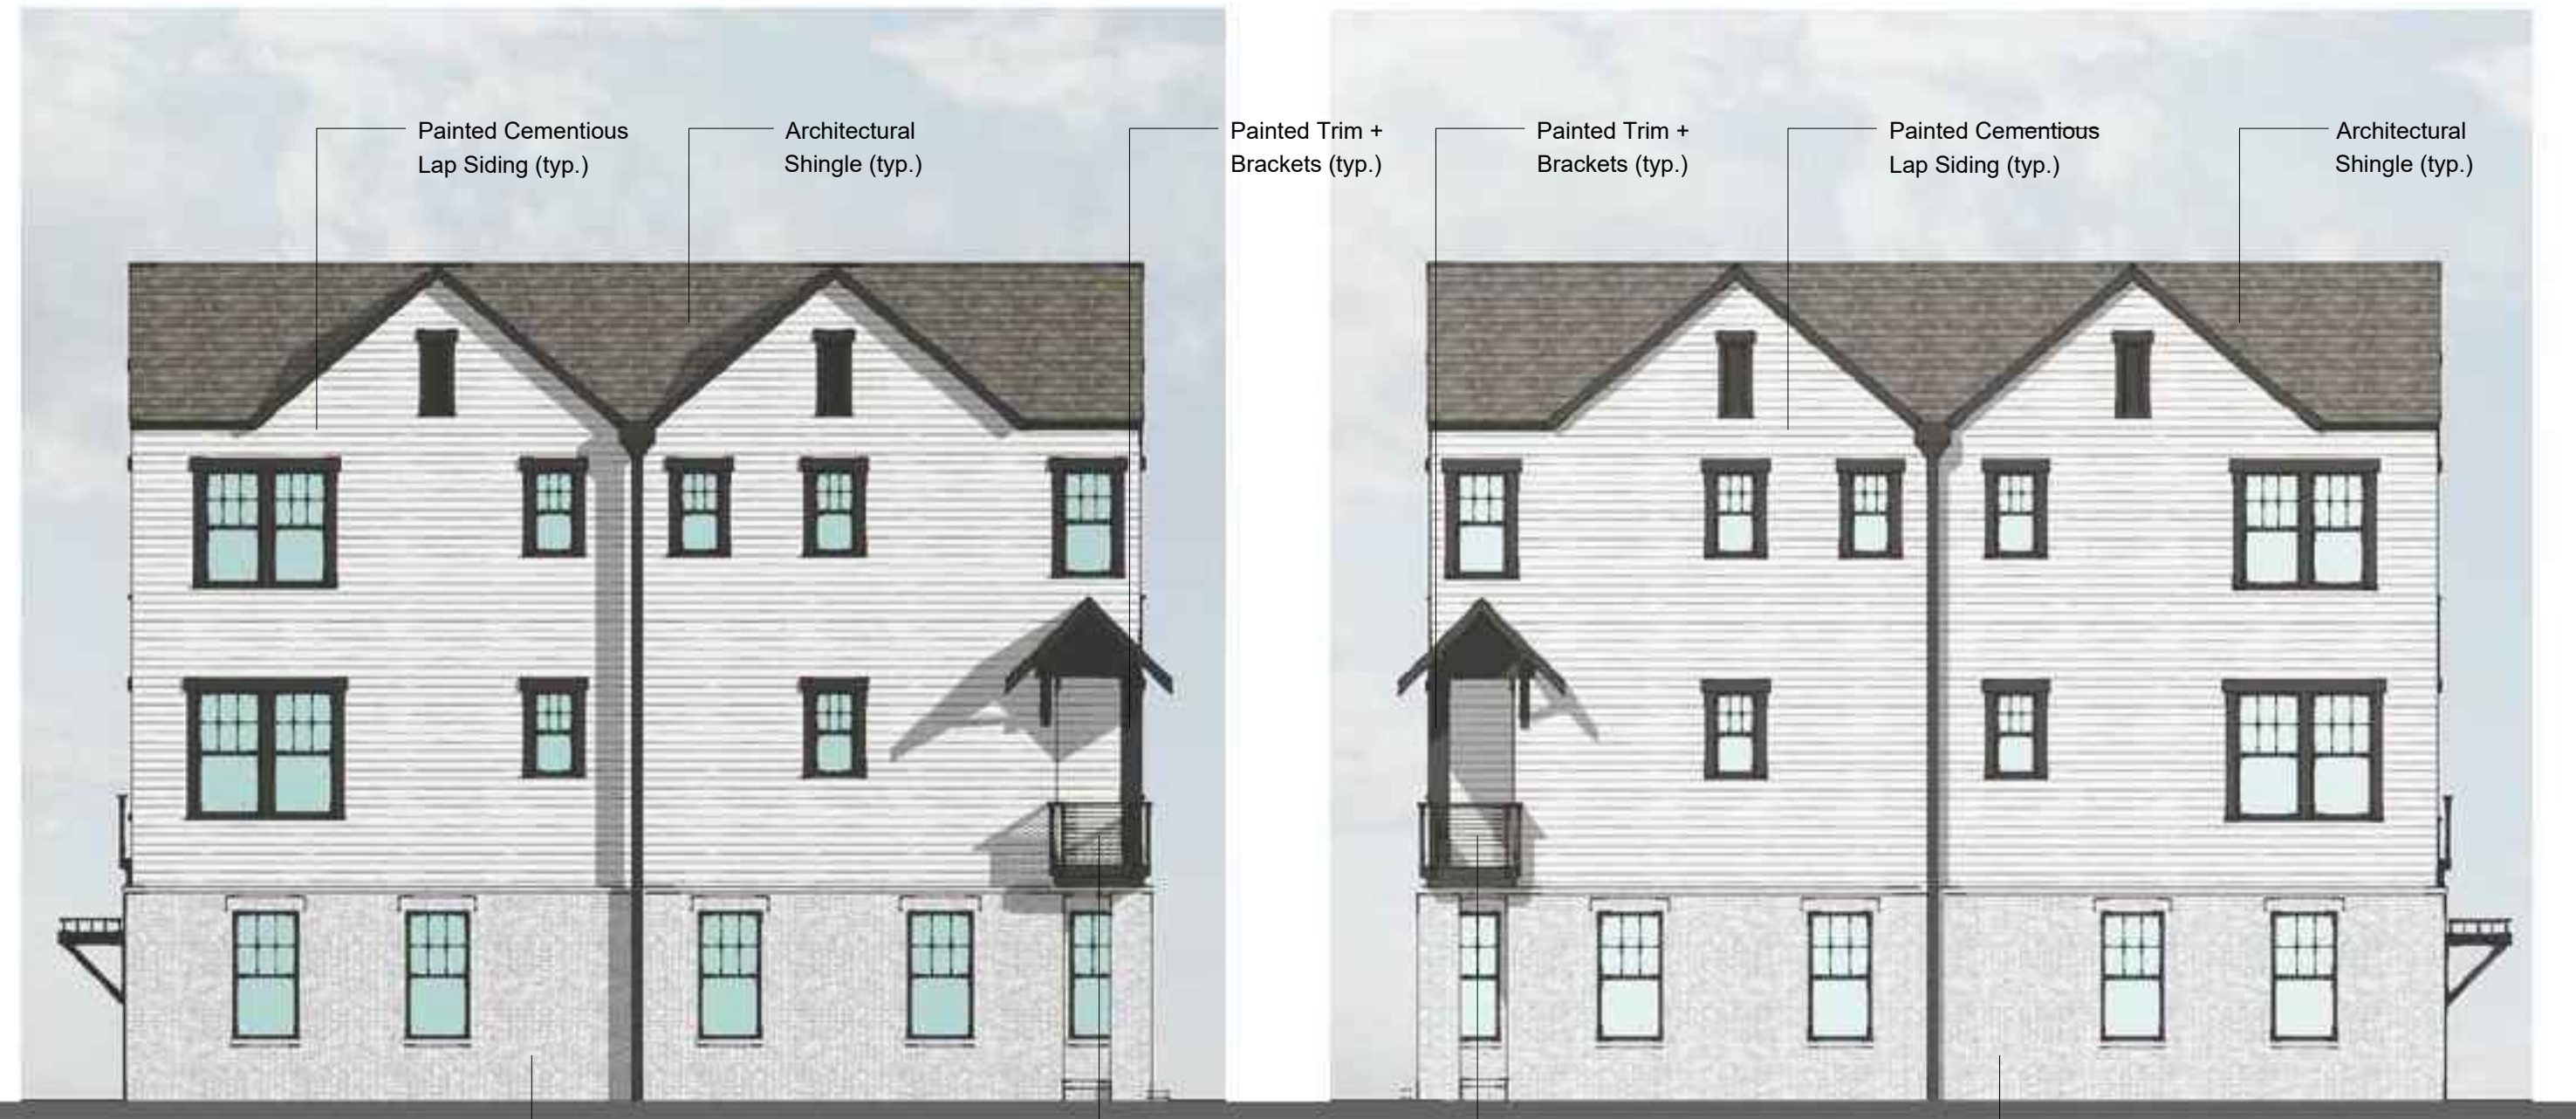 Painted Cementious
Lap Siding (typ.)
Architectural
Shingle (typ.)
Painted Trim +
Brackets (typ.)
Painted Trim +
Brackets (typ.)
Painted Cementious
Lap Siding (typ.)
Architectural
Shingle (typ.)